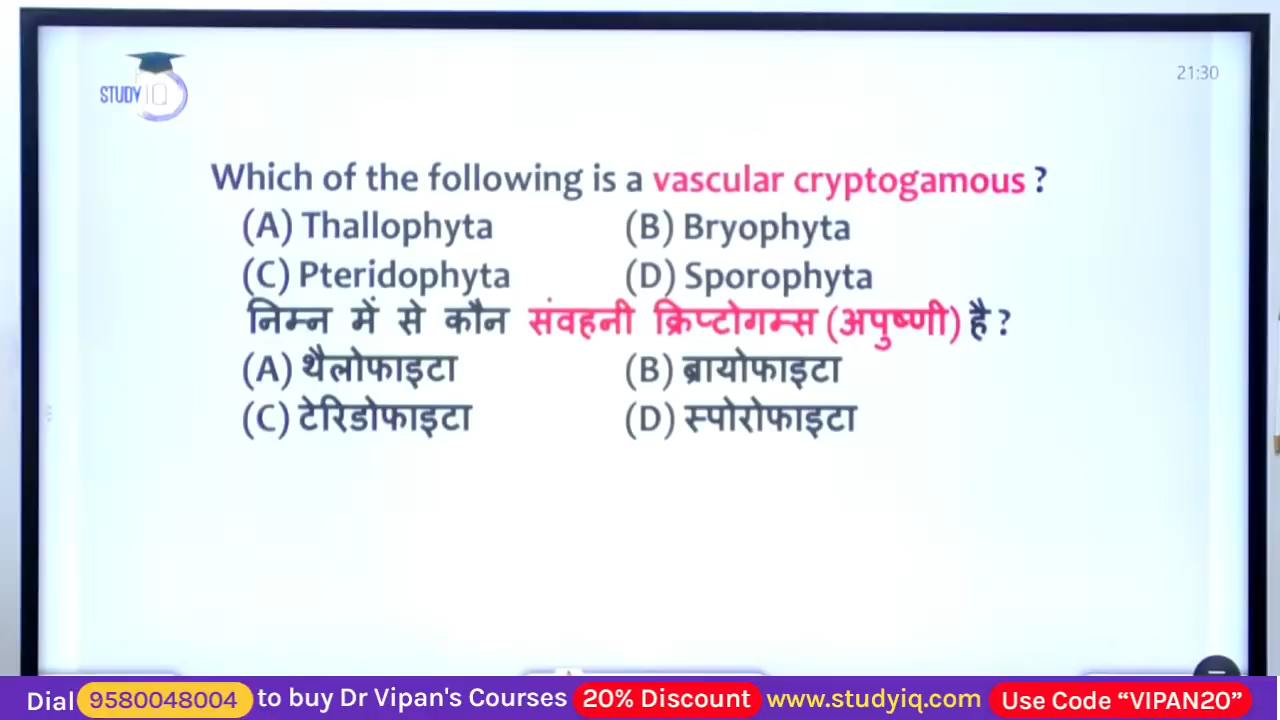 STUDY IQ
21:30
Which of the following is a vascular cryptogamous ?
(A) Thallophyta (B) Bryophyta
(C) Pteridophyta (D) Sporophyta
निम्न में से कौन संवहनी क्रिप्टोगम्स (अपुष्णी) है ?
(A) थैलोफाइटा (B) ब्रायोफाइटा
(C) टेरिडोफाइटा (D) स्पोरोफाइटा
Dial 9580048004 to buy Dr Vipan's Courses 20% Discount www.studyiq.com Use Code “VIPAN20”